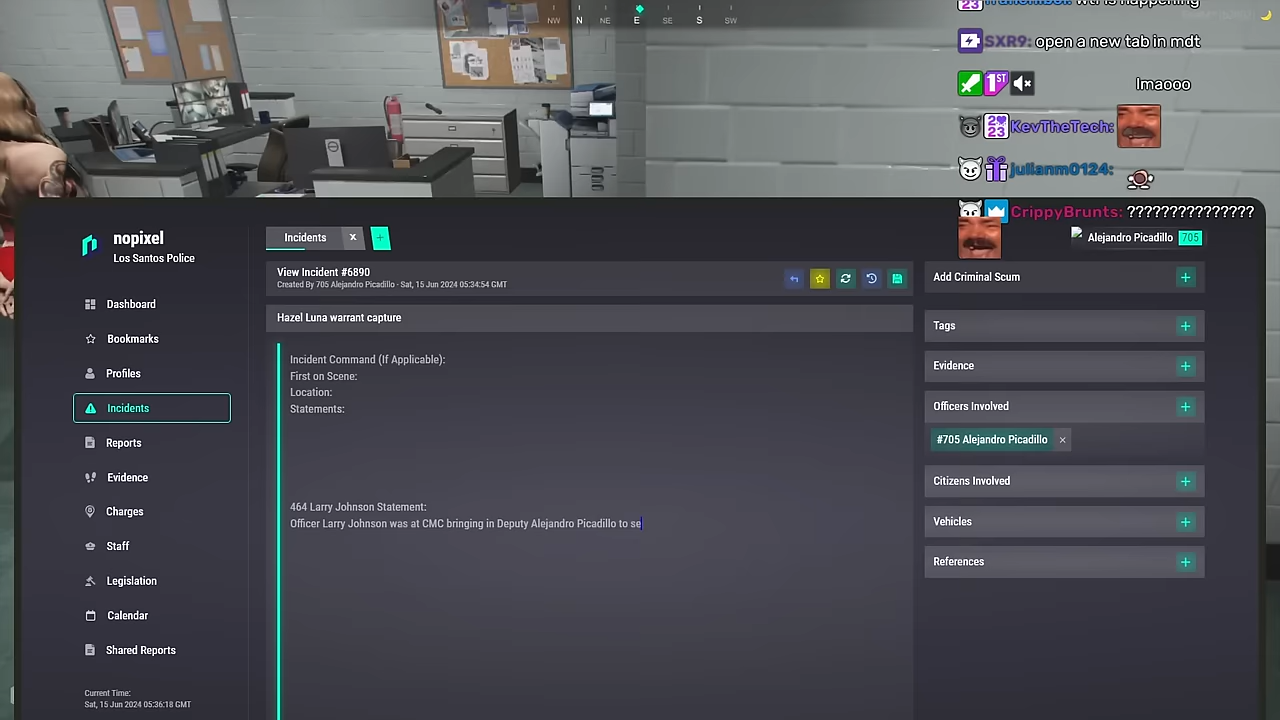 NW N NE E SE S SW
wtf is happening
SXR9: open a new tab in mdt
1ST
lmaooo
KevTheTech:
julianm0124:
CrippyBrunts: ???????????????
nopixel
Los Santos Police
Dashboard
Bookmarks
Profiles
Incidents
Reports
Evidence
Charges
Staff
Legislation
Calendar
Shared Reports
Current Time:
Sat, 15 Jun 2024 05:36:18 GMT
Incidents x +
View Incident #6890
Created By 705 Alejandro Picadillo - Sat, 15 Jun 2024 05:34:54 GMT
Hazel Luna warrant capture
Incident Command (If Applicable):
First on Scene:
Location:
Statements:
464 Larry Johnson Statement:
Officer Larry Johnson was at CMC bringing in Deputy Alejandro Picadillo to se
Alejandro Picadillo 705
Add Criminal Scum +
Tags +
Evidence +
Officers Involved +
#705 Alejandro Picadillo x
Citizens Involved +
Vehicles +
References +